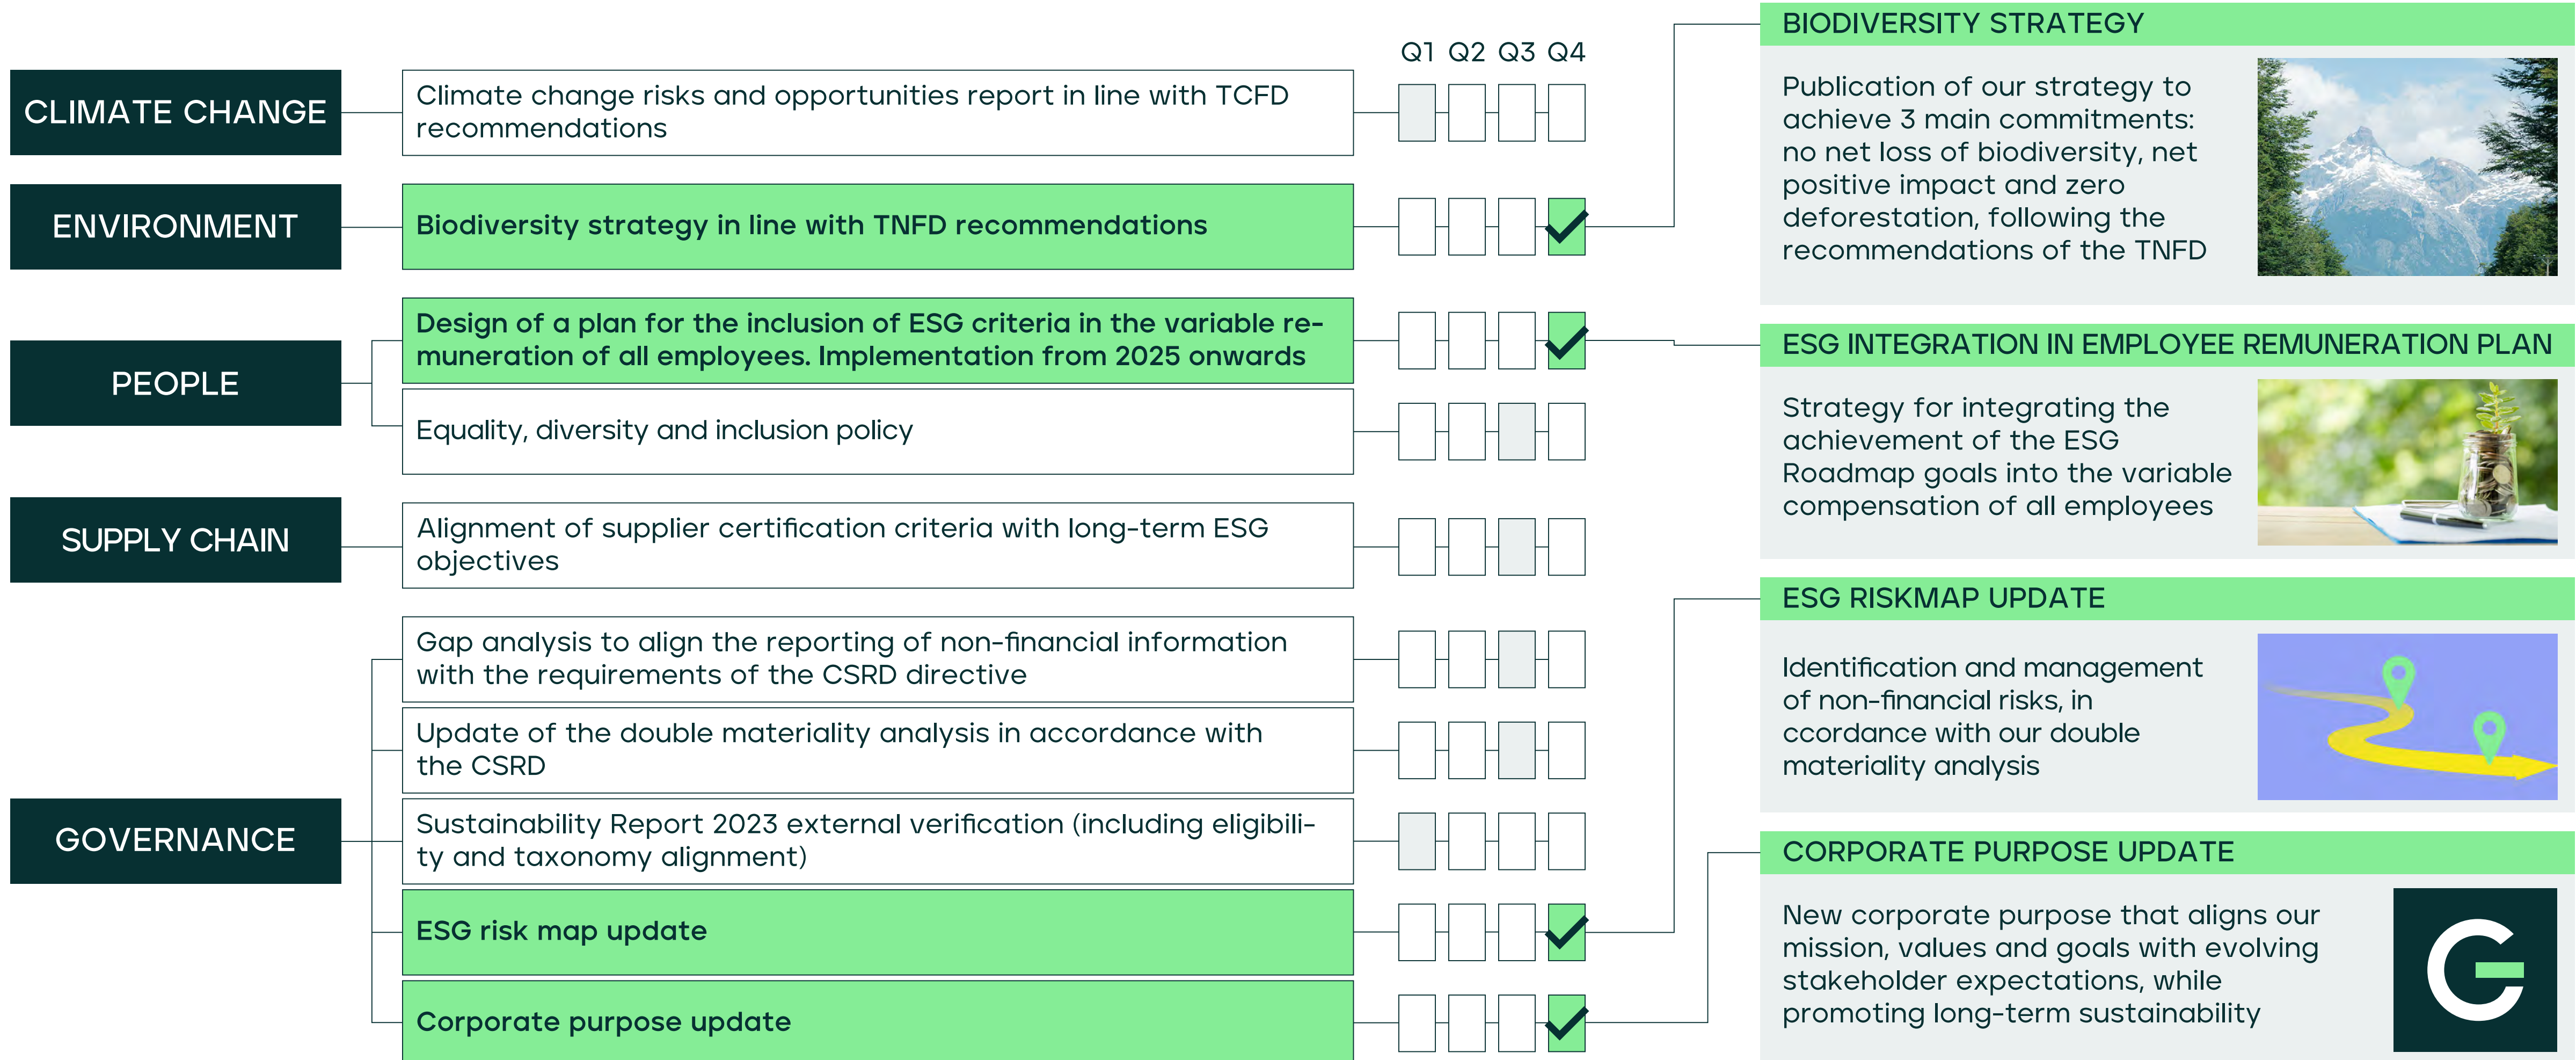 Q1 Q2 Q3 Q4
CLIMATE CHANGE
Climate change risks and opportunities report in line with TCFD
recommendations
ENVIRONMENT
Biodiversity strategy in line with TNFD recommendations
PEOPLE
Design of a plan for the inclusion of ESG criteria in the variable re-
muneration of all employees. Implementation from 2025 onwards
Equality, diversity and inclusion policy
SUPPLY CHAIN
Alignment of supplier certification criteria with long-term ESG
objectives
GOVERNANCE
Gap analysis to align the reporting of non-financial information
with the requirements of the CSRD directive
Update of the double materiality analysis in accordance with
the CSRD
Sustainability Report 2023 external verification (including eligibili-
ty and taxonomy alignment)
ESG risk map update
Corporate purpose update
BIODIVERSITY STRATEGY
Publication of our strategy to
achieve 3 main commitments:
no net loss of biodiversity, net
positive impact and zero
deforestation, following the
recommendations of the TNFD
ESG INTEGRATION IN EMPLOYEE REMUNERATION PLAN
Strategy for integrating the
achievement of the ESG
Roadmap goals into the variable
compensation of all employees
ESG RISKMAP UPDATE
Identification and management
of non-financial risks, in
ccordance with our double
materiality analysis
CORPORATE PURPOSE UPDATE
New corporate purpose that aligns our
mission, values and goals with evolving
stakeholder expectations, while
promoting long-term sustainability